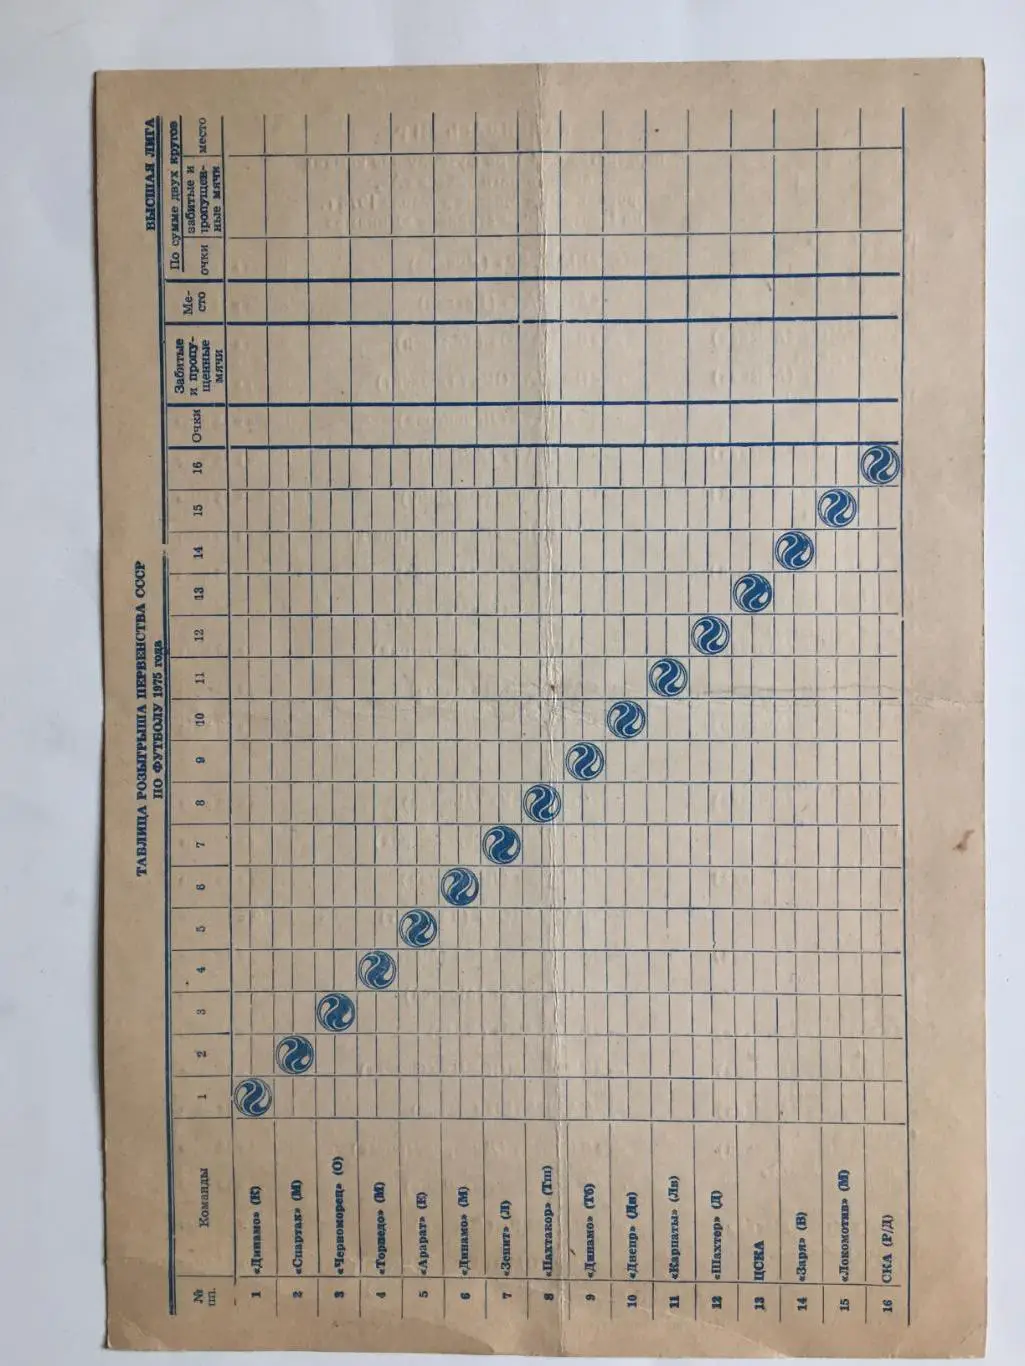 ВЫСШАЯ ЛИГА
ТАБЛИЦА РОЗЫГРЫША ПЕРВЕНСТВА СССР
ПО ФУТБОЛУ 1975 года
№ пп. Команды 1 2 3 4 5 6 7 8 9 10 11 12 13 14 15 16 Очки Забитые и пропущенные мячи Место По сумме двух кругов
очки забитые и пропущенные мячи место
1 «Динамо» (К)
2 «Спартак» (М)
3 «Черноморец» (О)
4 «Торпедо» (М)
5 «Арарат» (Е)
6 «Динамо» (М)
7 «Зенит» (Л)
8 «Пахтакор» (Тш)
9 «Динамо» (Тб)
10 «Днепр» (Дн)
11 «Карпаты» (Лв)
12 «Шахтер» (Д)
13 ЦСКА
14 «Заря» (В)
15 «Локомотив» (М)
16 СКА (Р/Д)